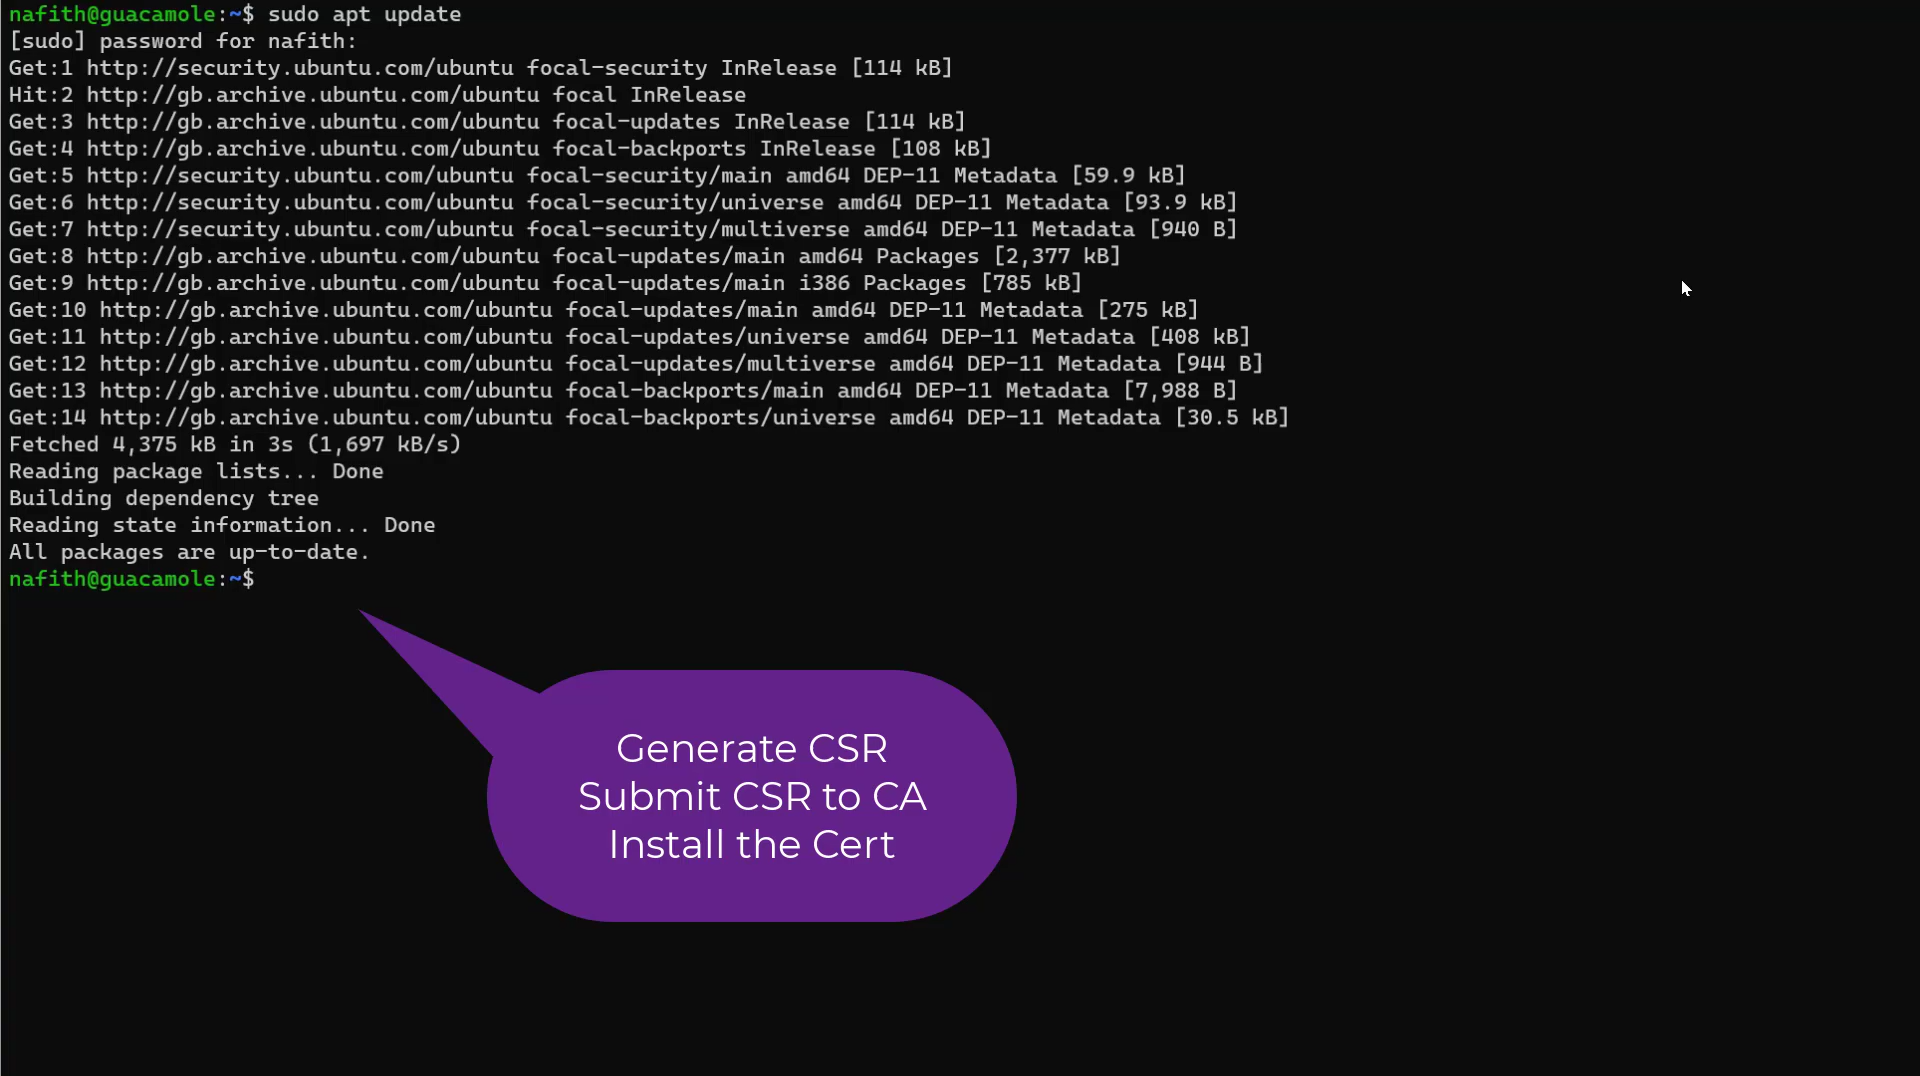 nafith@guacamole:~$ sudo apt update
[sudo] password for nafith:
Get:1 http://security.ubuntu.com/ubuntu focal-security InRelease [114 kB]
Hit:2 http://gb.archive.ubuntu.com/ubuntu focal InRelease
Get:3 http://gb.archive.ubuntu.com/ubuntu focal-updates InRelease [114 kB]
Get:4 http://gb.archive.ubuntu.com/ubuntu focal-backports InRelease [108 kB]
Get:5 http://security.ubuntu.com/ubuntu focal-security/main amd64 DEP-11 Metadata [59.9 kB]
Get:6 http://security.ubuntu.com/ubuntu focal-security/universe amd64 DEP-11 Metadata [93.9 kB]
Get:7 http://security.ubuntu.com/ubuntu focal-security/multiverse amd64 DEP-11 Metadata [940 B]
Get:8 http://gb.archive.ubuntu.com/ubuntu focal-updates/main amd64 Packages [2,377 kB]
Get:9 http://gb.archive.ubuntu.com/ubuntu focal-updates/main i386 Packages [785 kB]
Get:10 http://gb.archive.ubuntu.com/ubuntu focal-updates/main amd64 DEP-11 Metadata [275 kB]
Get:11 http://gb.archive.ubuntu.com/ubuntu focal-updates/universe amd64 DEP-11 Metadata [408 kB]
Get:12 http://gb.archive.ubuntu.com/ubuntu focal-updates/multiverse amd64 DEP-11 Metadata [944 B]
Get:13 http://gb.archive.ubuntu.com/ubuntu focal-backports/main amd64 DEP-11 Metadata [7,988 B]
Get:14 http://gb.archive.ubuntu.com/ubuntu focal-backports/universe amd64 DEP-11 Metadata [30.5 kB]
Fetched 4,375 kB in 3s (1,697 kB/s)
Reading package lists... Done
Building dependency tree
Reading state information... Done
All packages are up-to-date.
nafith@guacamole:~$
Generate CSR
Submit CSR to CA
Install the Cert